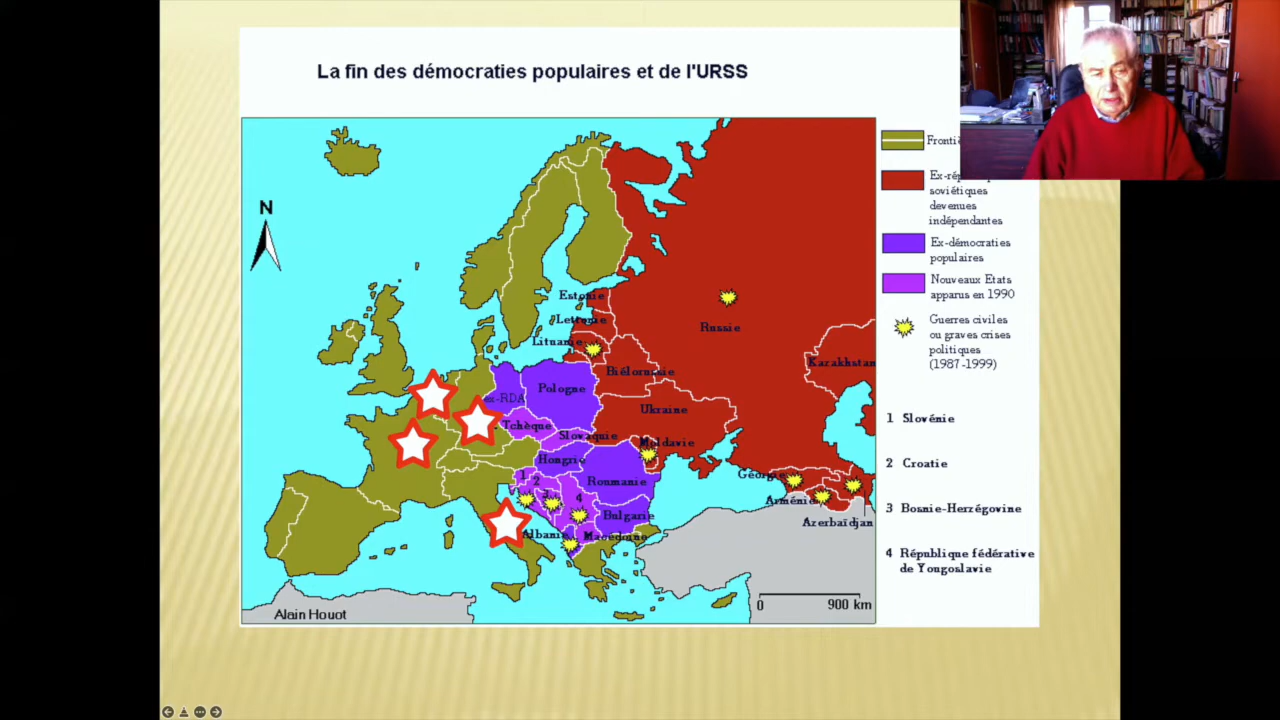 La fin des démocraties populaires et de l'URSS
N
Estonie
Lettonie
Lituanie
Russie
Biélorussie
Kazakhstan
ex-RDA
Pologne
Ukraine
Tchèque
Slovaquie
Moldavie
Hongrie
Roumanie
1
2
3
4
Bulgarie
Albanie
Macédoine
Géorgie
Arménie
Azerbaïdjan
0 900 km
Alain Houot
soviétiques
devenues
indépendantes
Ex-démocraties
populaires
Nouveaux Etats
apparus en 1990
Guerres civiles
ou graves crises
politiques
(1987-1999)
1 Slovénie
2 Croatie
3 Bosnie-Herzégovine
4 République fédérative
de Yougoslavie